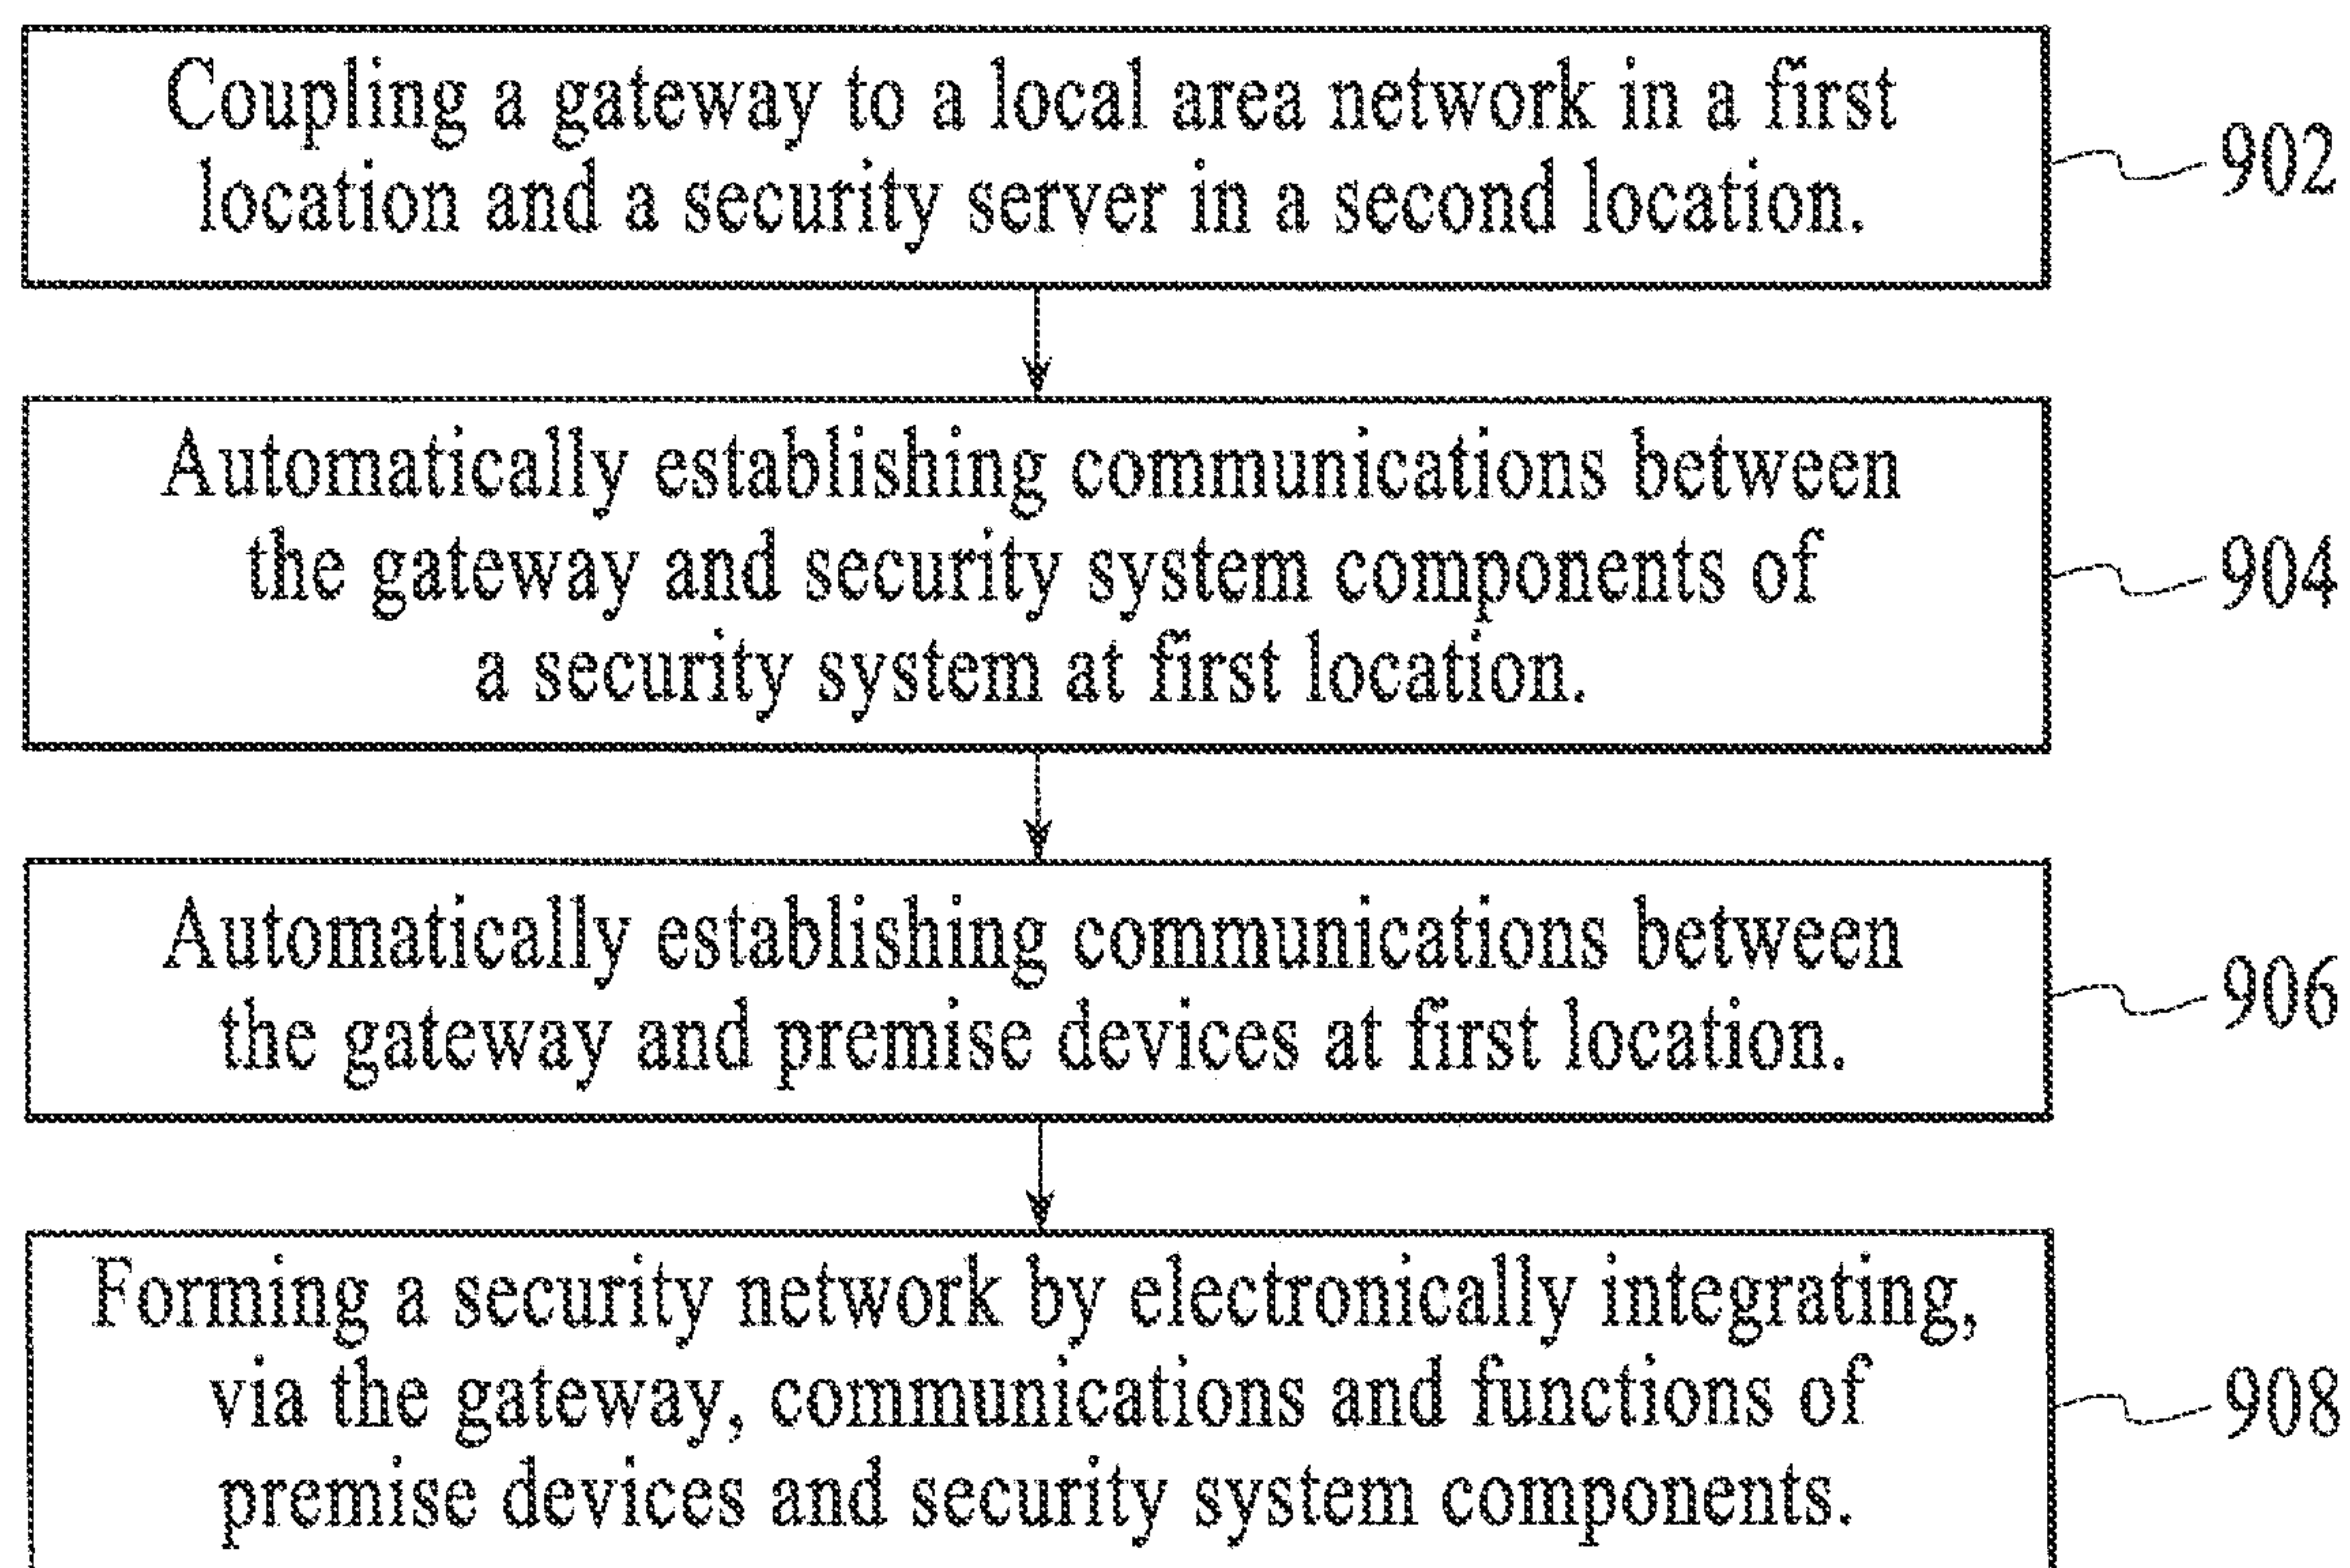 Coupling a gateway to a local area network in a first
location and a security server in a second location.
902
Automatically establishing communications between
the gateway and security system components of
a security system at first location.
904
Automatically establishing communications between
the gateway and premise devices at first location.
906
Forming a security network by electronically integrating,
via the gateway, communications and functions of
premise devices and security system components.
908